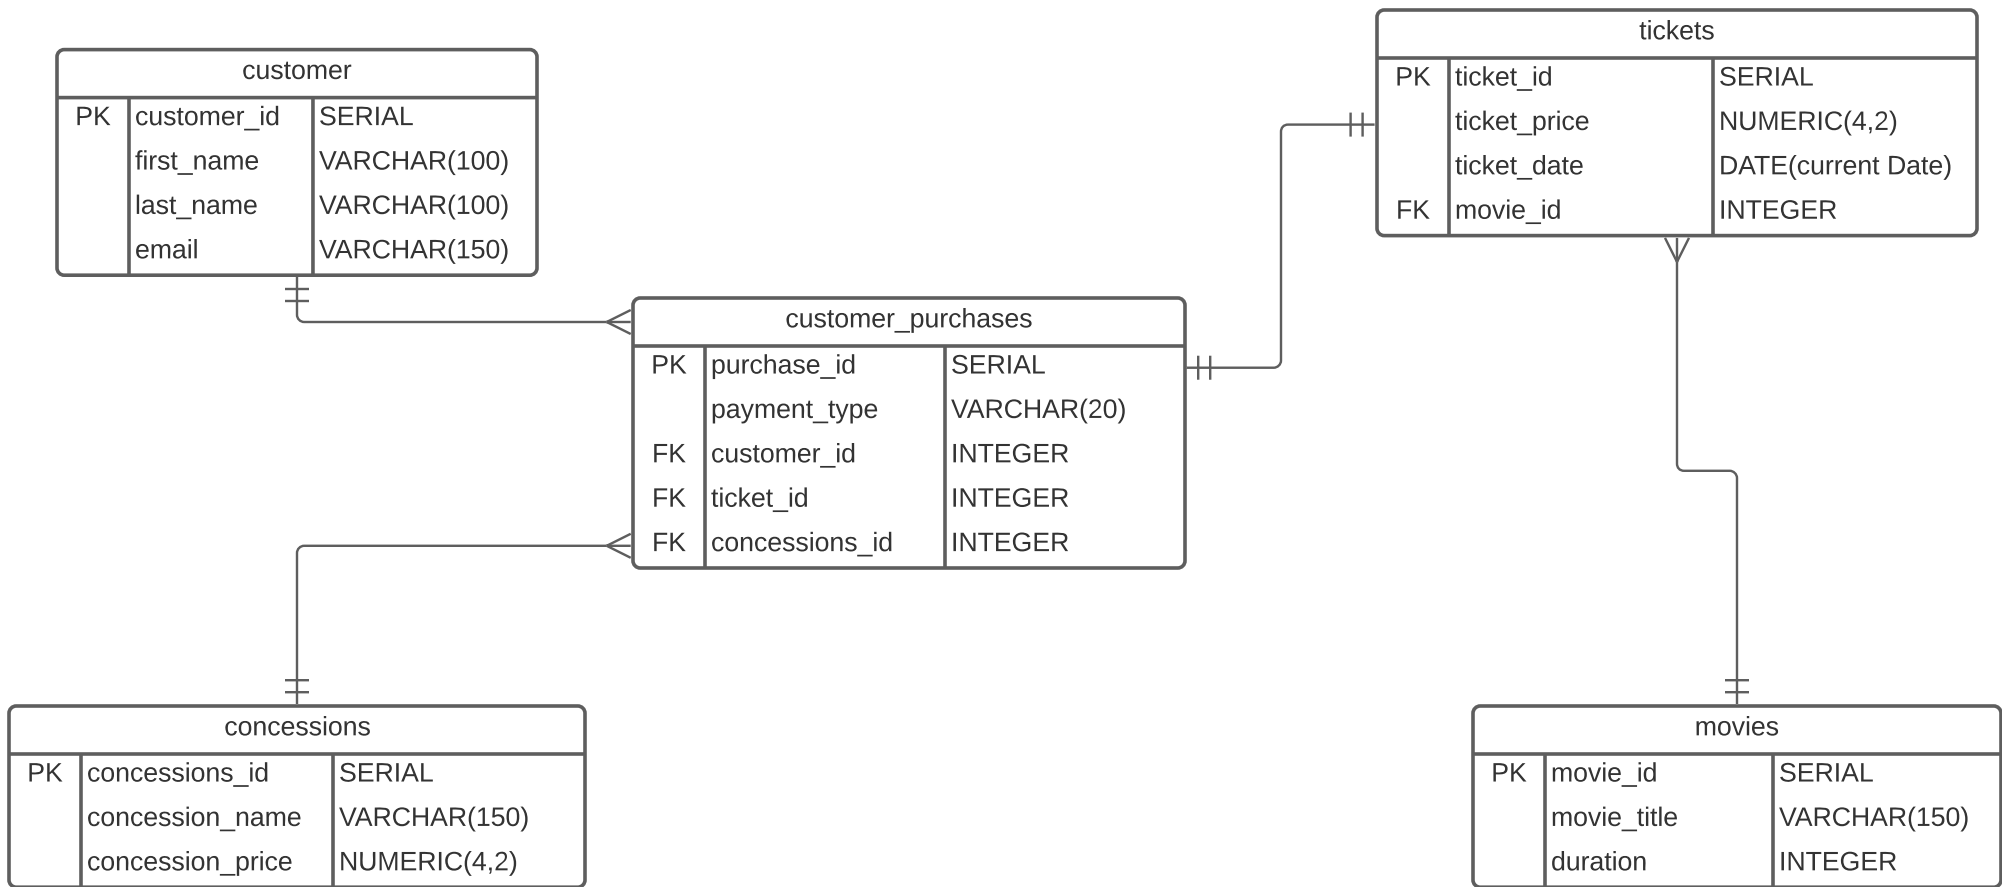 customer
PK customer_id SERIAL
first_name VARCHAR(100)
last_name VARCHAR(100)
email VARCHAR(150)
tickets
PK ticket_id SERIAL
ticket_price NUMERIC(4,2)
ticket_date DATE(current Date)
FK movie_id INTEGER
customer_purchases
PK purchase_id SERIAL
payment_type VARCHAR(20)
FK customer_id INTEGER
FK ticket_id INTEGER
FK concessions_id INTEGER
concessions
PK concessions_id SERIAL
concession_name VARCHAR(150)
concession_price NUMERIC(4,2)
movies
PK movie_id SERIAL
movie_title VARCHAR(150)
duration INTEGER